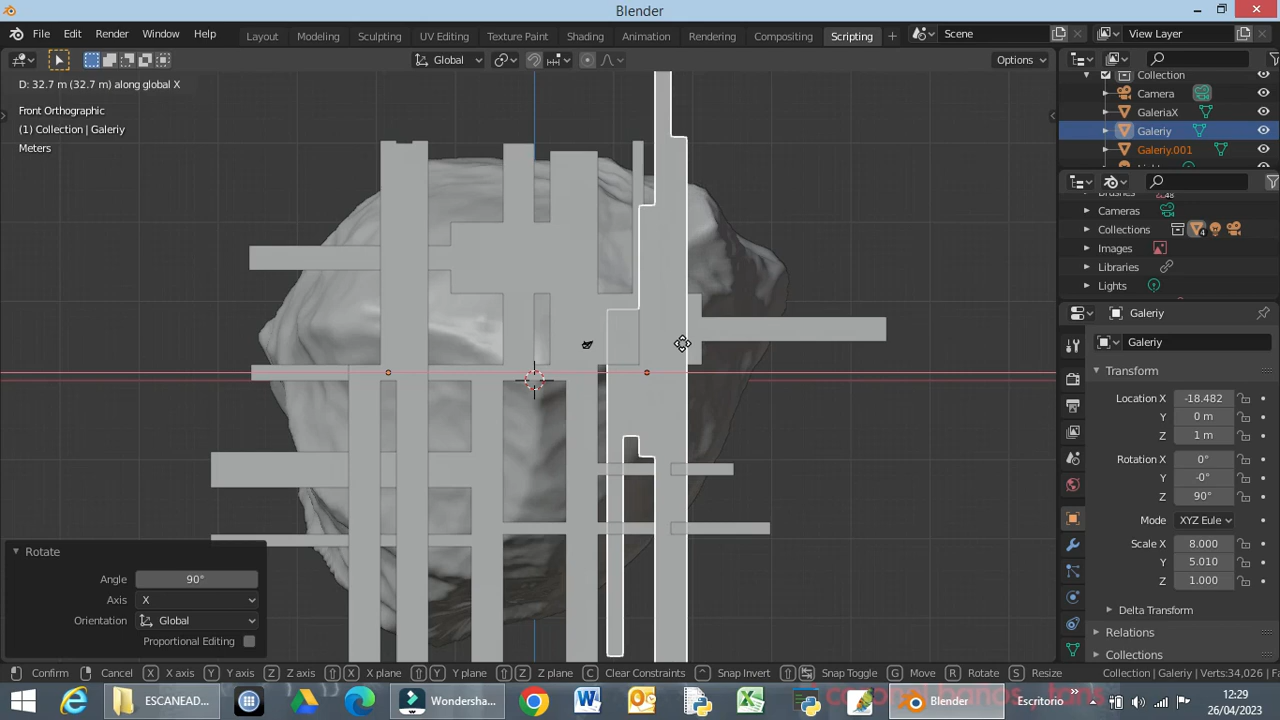 Blender
File Edit Render Window Help Layout Modeling Sculpting UV Editing Texture Paint Shading Animation Rendering Compositing Scripting + Scene View Layer
Global Options
D: 32.7 m (32.7 m) along global X
Front Orthographic
(1) Collection | Galeriy
Meters
Collection
Camera
GaleriaX
Galeriy
Galeriy.001
Cameras
Collections 4
Images
Libraries
Lights
Galeriy
Galeriy
Transform
Location X -18.482
Y 0 m
Z 1 m
Rotation X 0°
Y -0°
Z 90°
Mode XYZ Eule
Scale X 8.000
Y 5.010
Z 1.000
Delta Transform
Relations
Collections
Rotate
Angle 90°
Axis X
Orientation Global
Proportional Editing
Confirm Cancel X X axis Y Y axis Z Z axis X X plane Y Y plane Z Z plane C Clear Constraints Snap Invert Snap Toggle G Move R Rotate S Resize Collection | Galeriy | Verts:34,026 | Fa
ESCANEAD... Wondersha... Blender Escritorio 12:29
26/04/2023